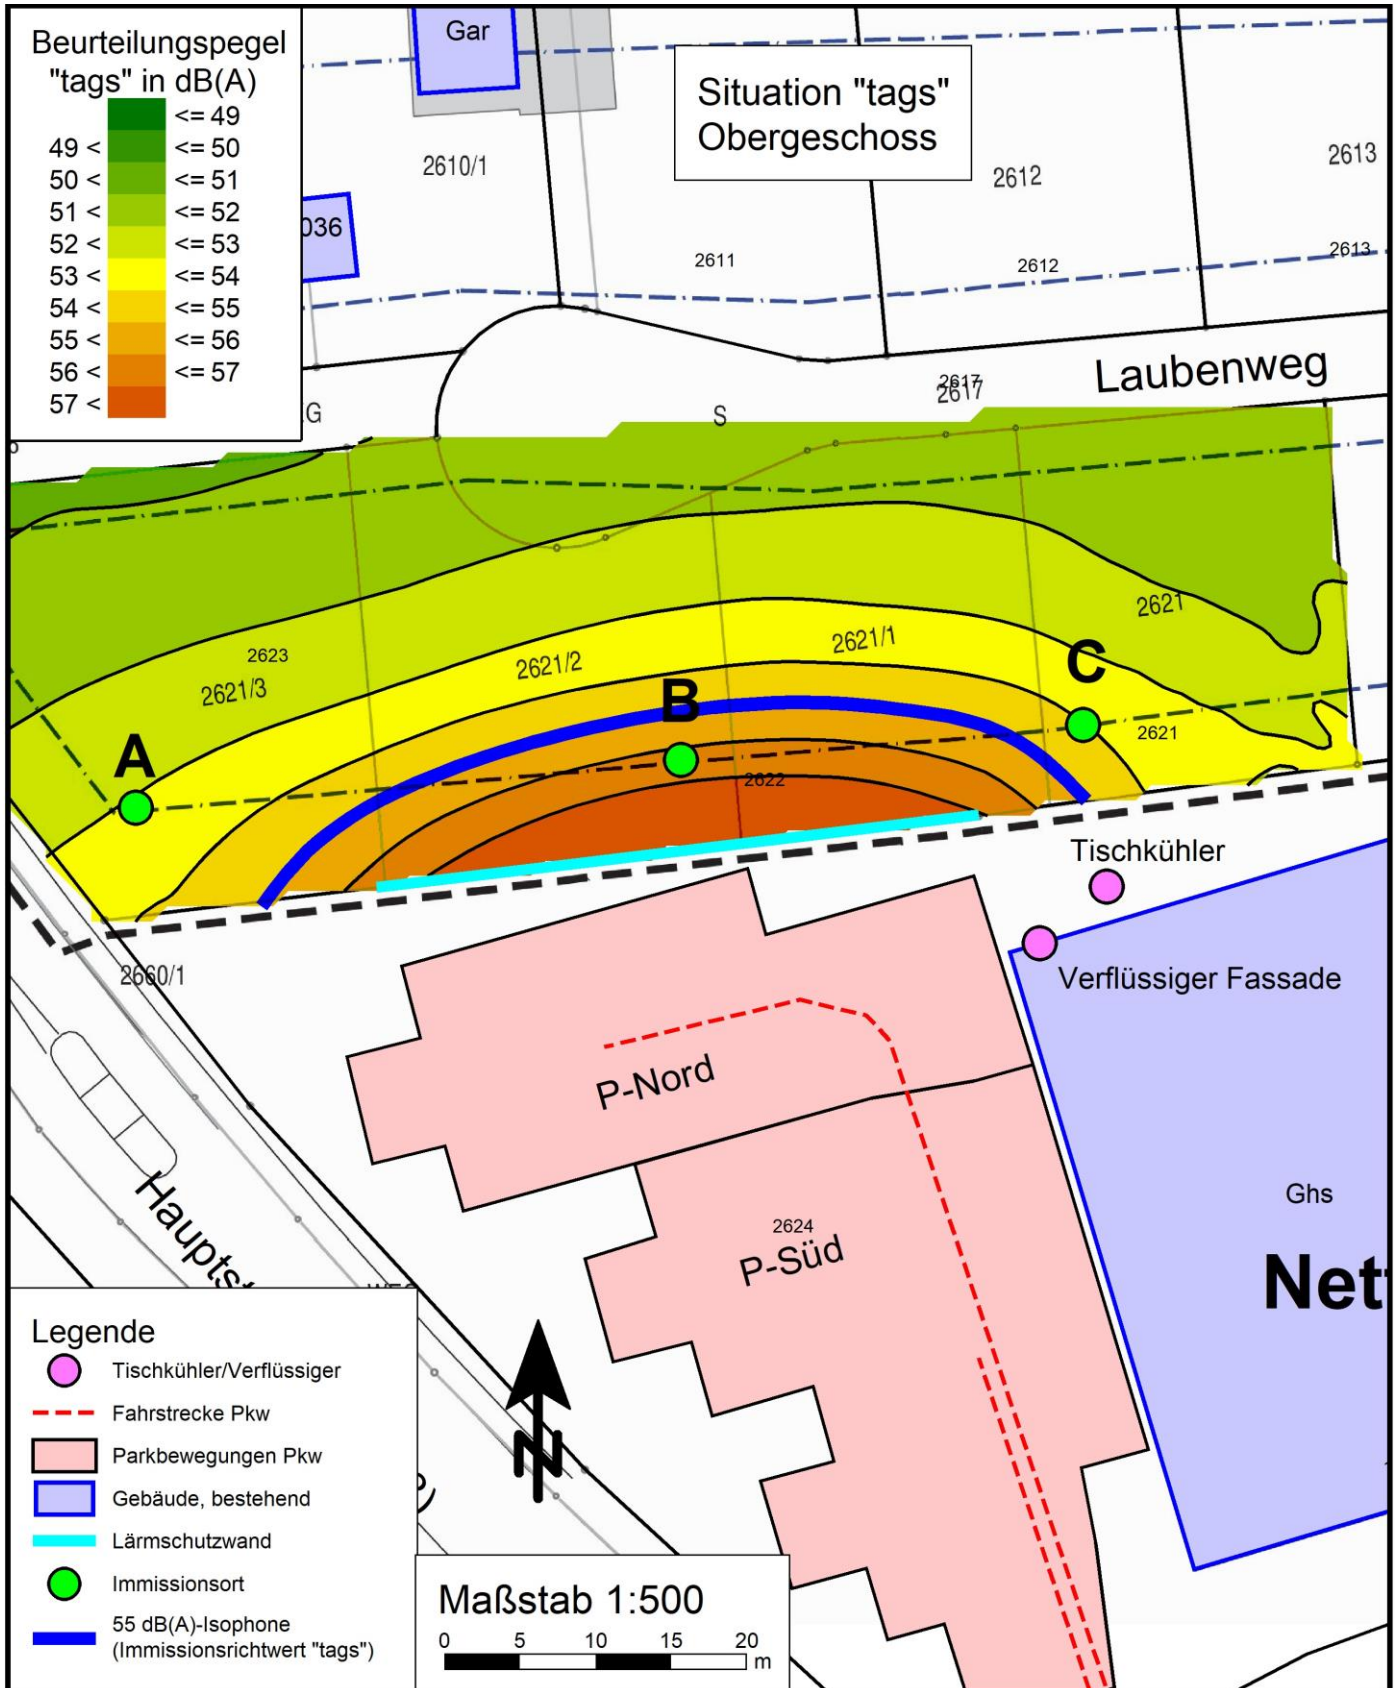 Beurteilungspegel
"tags" in dB(A)
<= 49
49 < <= 50
50 < <= 51
51 < <= 52
52 < <= 53
53 < <= 54
54 < <= 55
55 < <= 56
56 < <= 57
57 <
Gar
Situation "tags"
Obergeschoss
2610/1
2612
2613
036
2611
2612
2613
Laubenweg
2617
2617
G
S
2621
2623
2621/3
2621/2
2621/1
A
B
C
2621
2622
Tischkühler
Verflüssiger Fassade
2660/1
P-Nord
Hauptst
2624
P-Süd
Ghs
Net
Legende
Tischkühler/Verflüssiger
Fahrstrecke Pkw
Parkbewegungen Pkw
Gebäude, bestehend
Lärmschutzwand
Immissionsort
55 dB(A)-Isophone
(Immissionsrichtwert "tags")
N
Maßstab 1:500
0 5 10 15 20
m